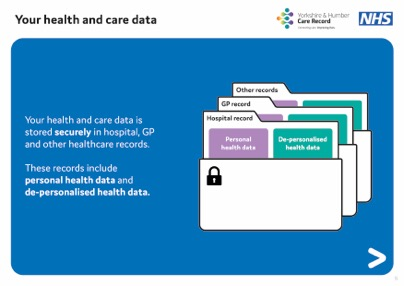 Your health and care data
Yorkshire & Humber
Care Record
NHS
Your health and care data is
stored securely in hospital, GP
and other healthcare records.
These records include
personal health data and
de-personalised health data.
Other records
GP record
Hospital record
Personal
health data
De-personalised
health data